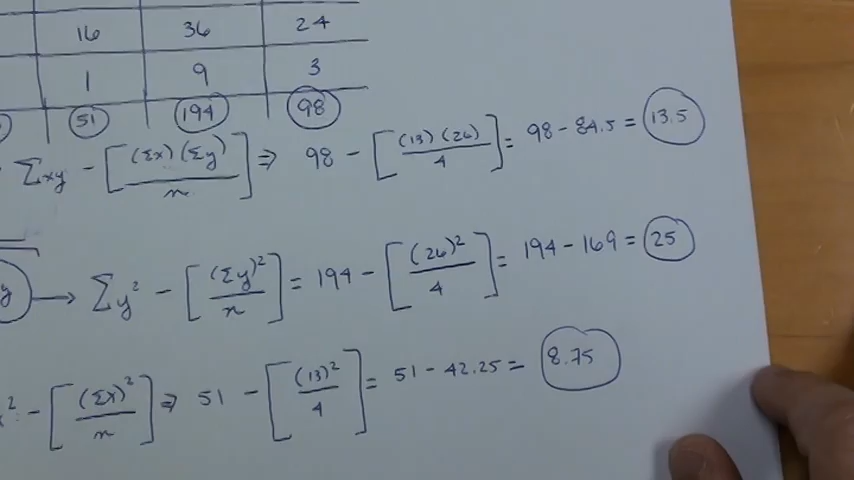 16 36 24
1 9 3
51 194 98
Σxy - [(Σx)(Σy)/n] ⇒ 98 - [(13)(26)/4] = 98 - 84.5 = 13.5
y → Σy² - [(Σy)²/n] = 194 - [(26)²/4] = 194 - 169 = 25
x² - [(Σx)²/n] ⇒ 51 - [(13)²/4] = 51 - 42.25 = 8.75